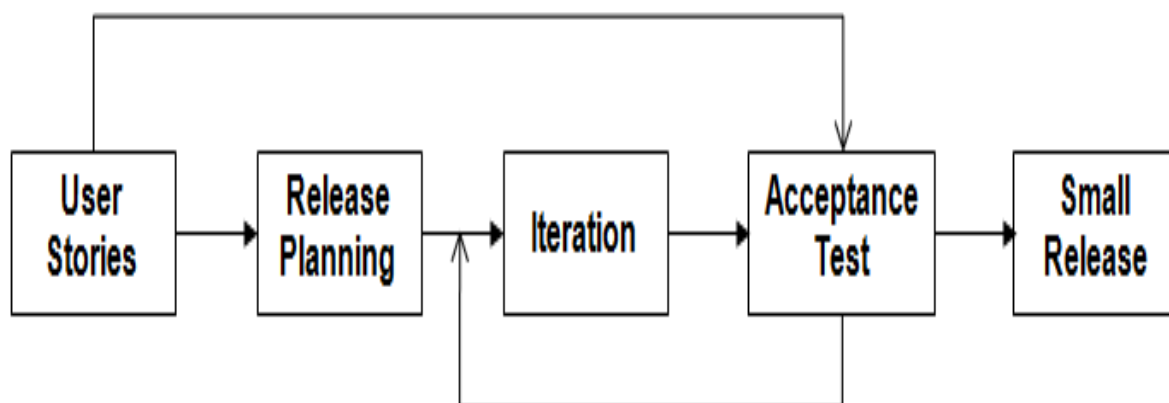 User
Stories
Release
Planning
Iteration
Acceptance
Test
Small
Release